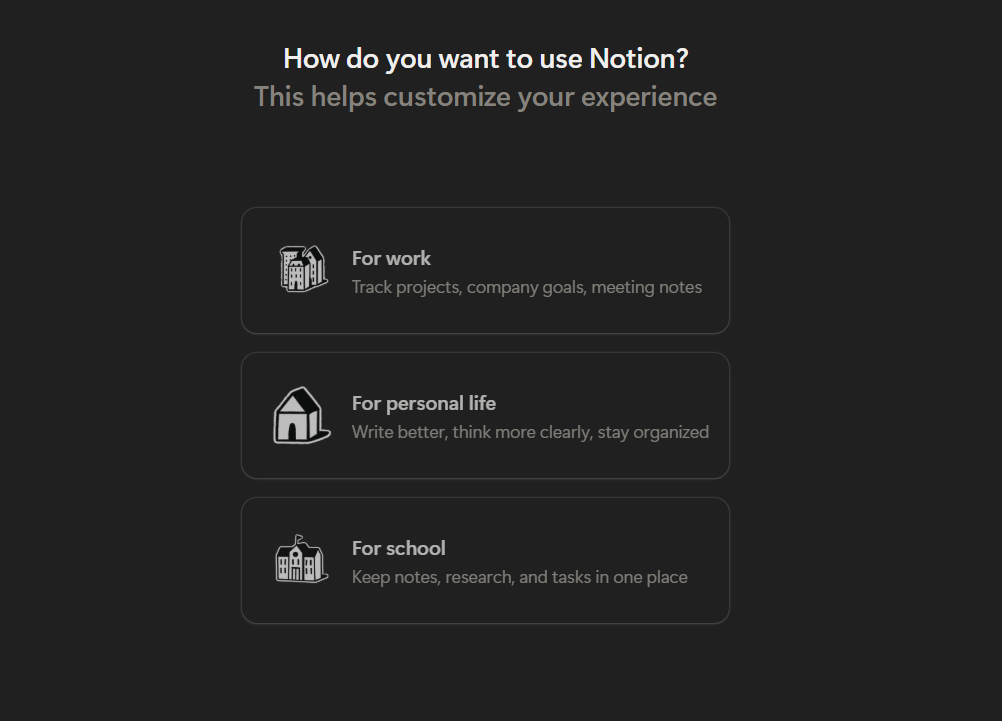 How do you want to use Notion?
This helps customize your experience
For work
Track projects, company goals, meeting notes
For personal life
Write better, think more clearly, stay organized
For school
Keep notes, research, and tasks in one place